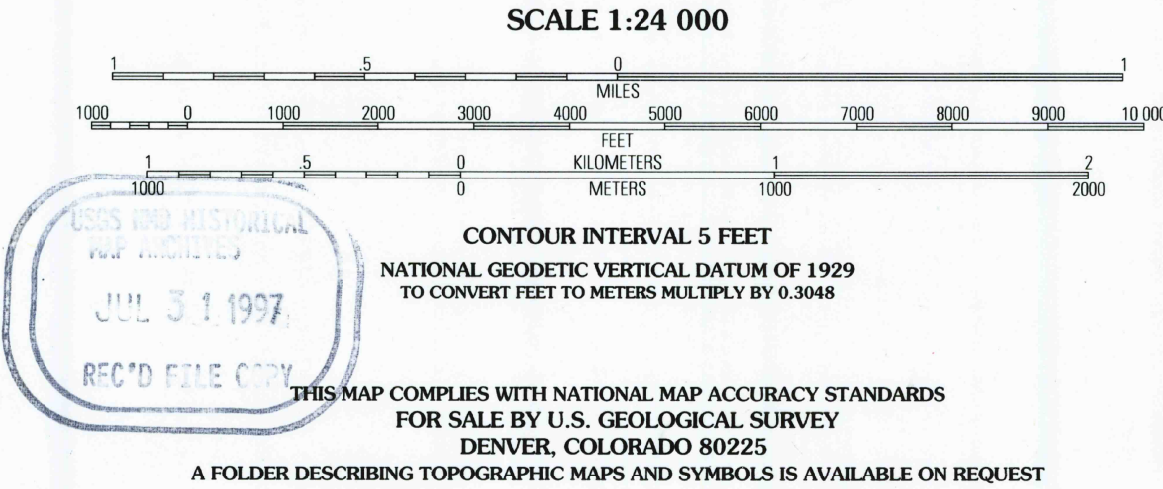 SCALE 1:24 000
1 .5 0 1
MILES
1000 0 1000 2000 3000 4000 5000 6000 7000 8000 9000 10 000
FEET
1 .5 0 KILOMETERS 1 2
1000 0 METERS 1000 2000
USGS NMD HISTORICAL
MAP ARCHIVES
JUL 31 1997
REC'D FILE COPY
CONTOUR INTERVAL 5 FEET
NATIONAL GEODETIC VERTICAL DATUM OF 1929
TO CONVERT FEET TO METERS MULTIPLY BY 0.3048
THIS MAP COMPLIES WITH NATIONAL MAP ACCURACY STANDARDS
FOR SALE BY U.S. GEOLOGICAL SURVEY
DENVER, COLORADO 80225
A FOLDER DESCRIBING TOPOGRAPHIC MAPS AND SYMBOLS IS AVAILABLE ON REQUEST